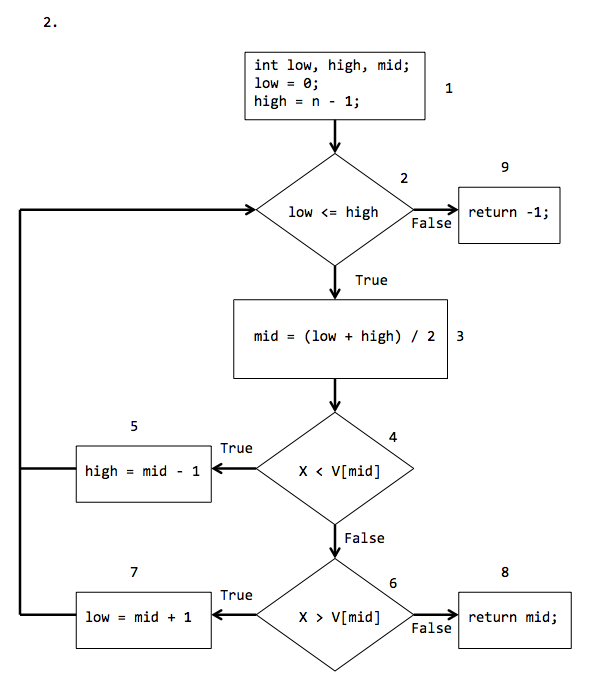 2.
int low, high, mid;
low = 0;
high = n - 1;
1
2
9
low <= high
False
return -1;
True
mid = (low + high) / 2
3
5
4
True
high = mid - 1
X < V[mid]
False
7
6
8
True
low = mid + 1
X > V[mid]
False
return mid;